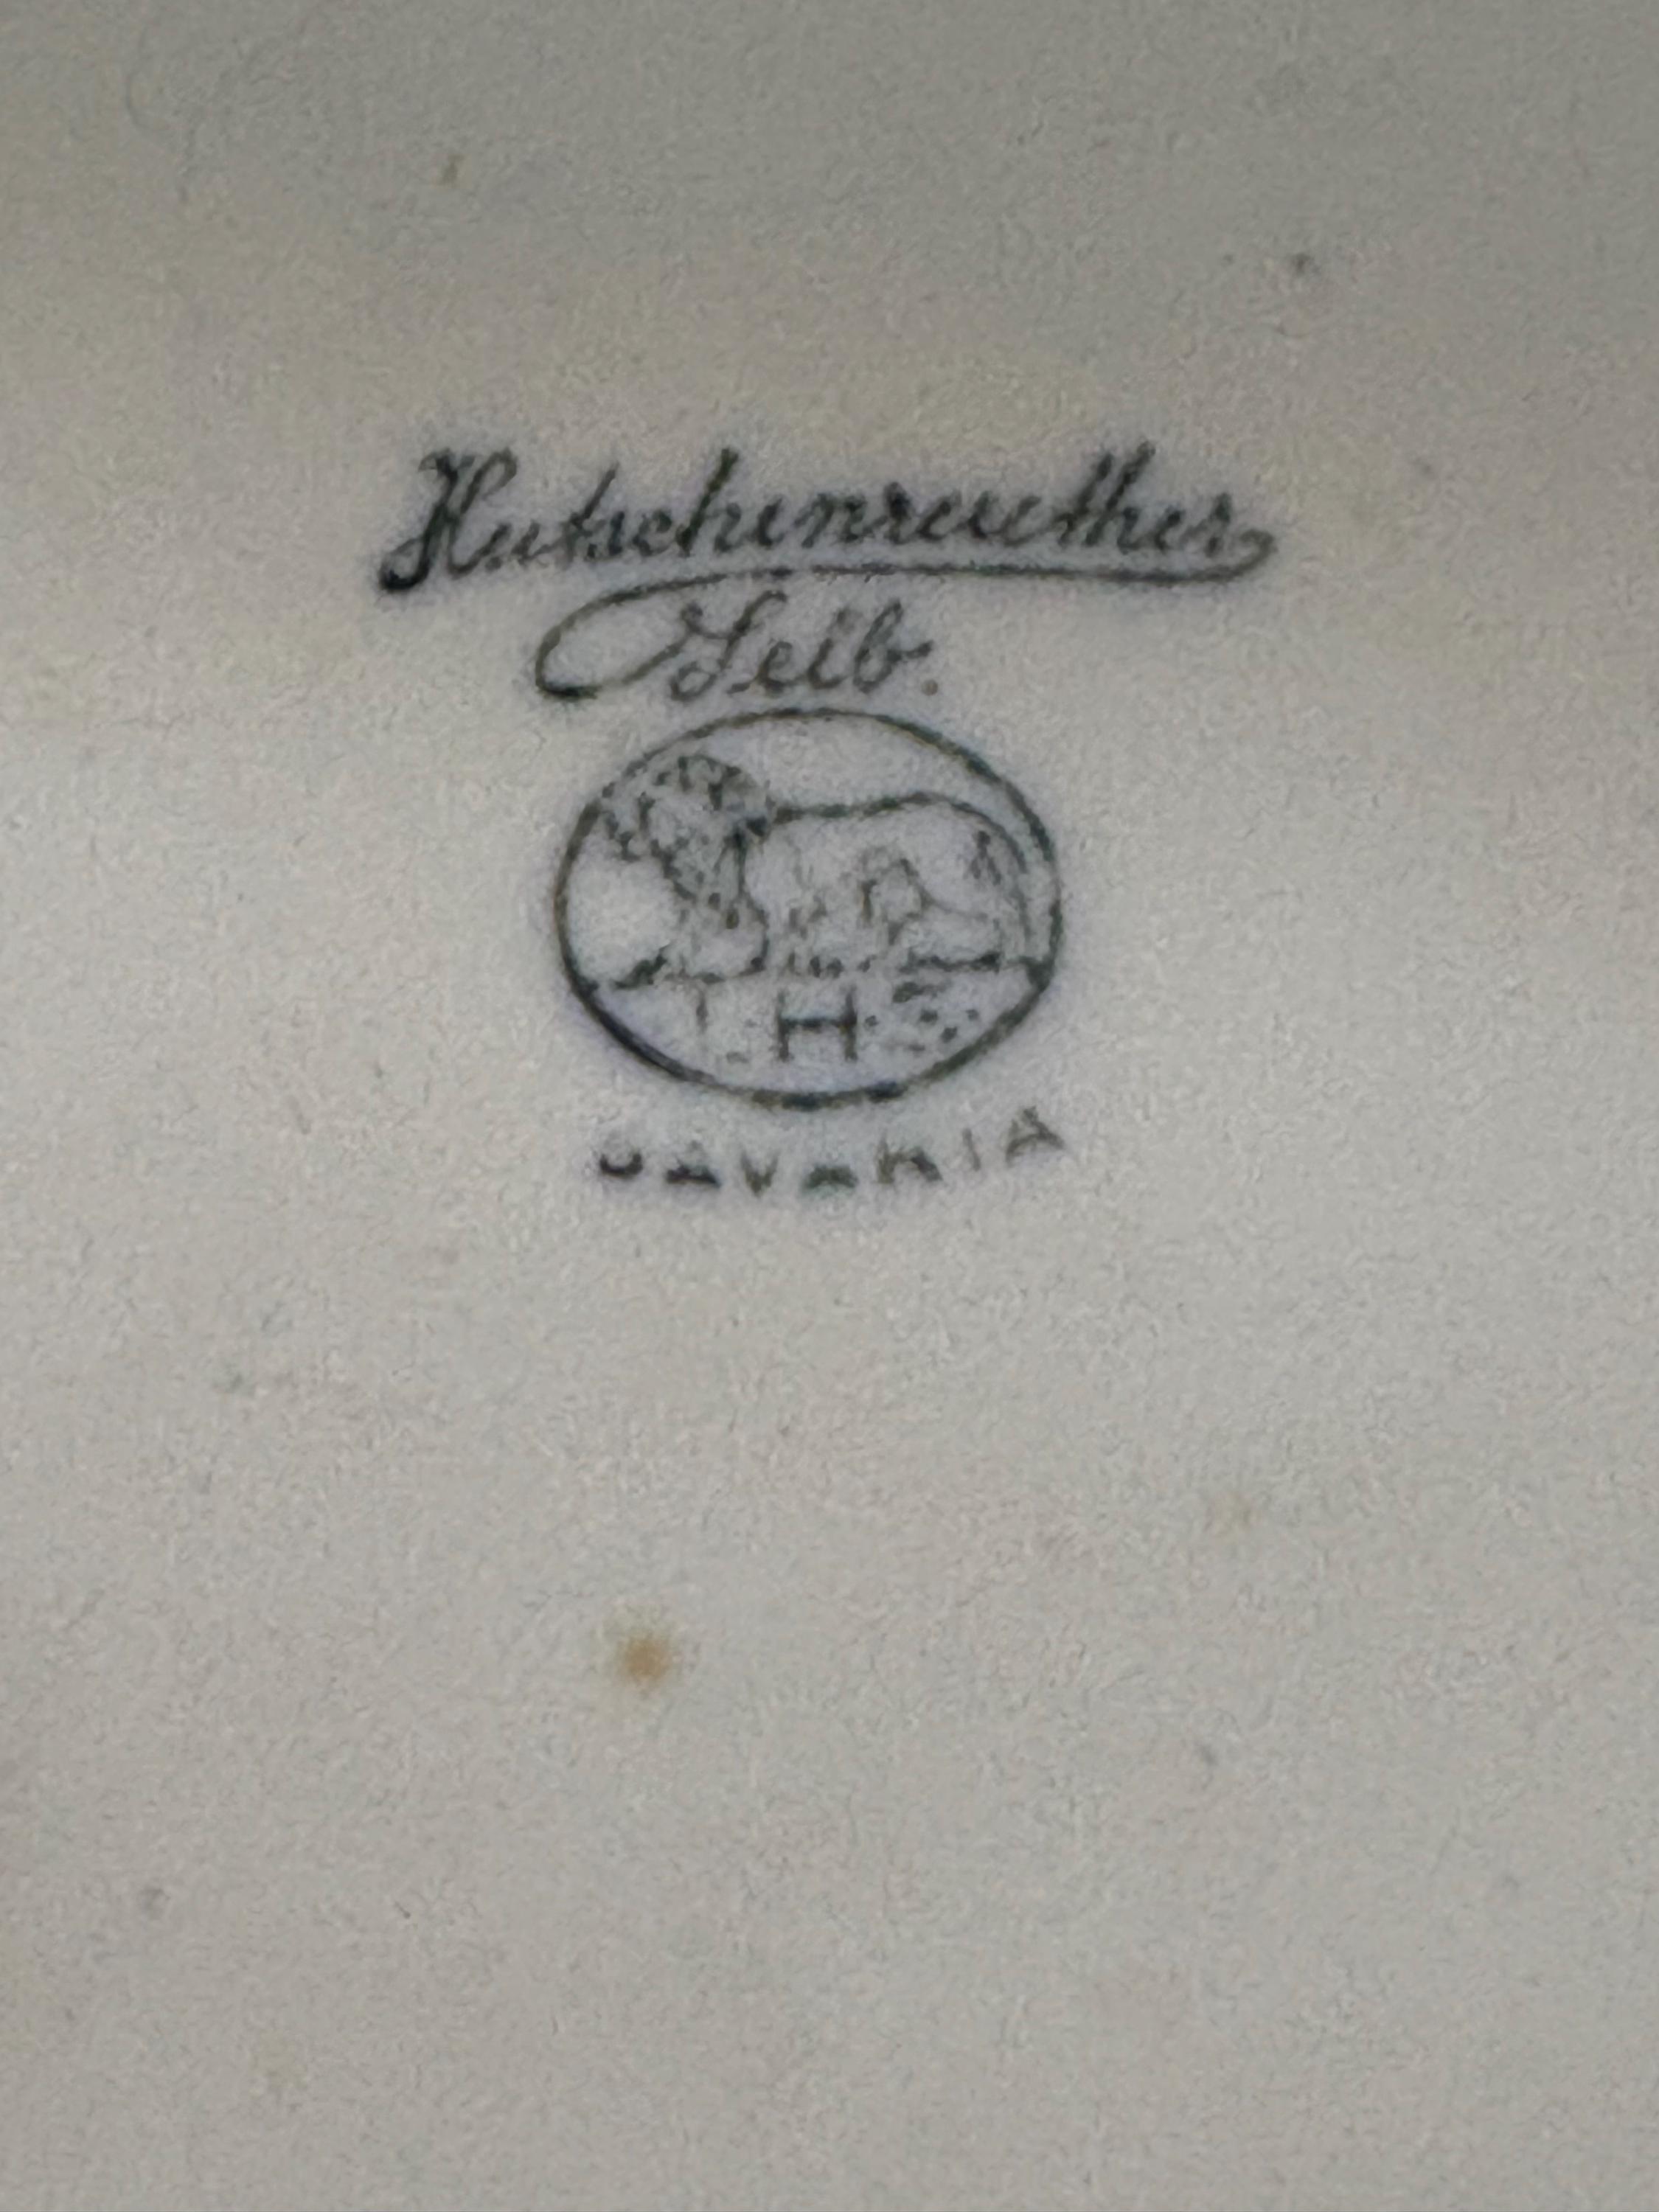 Hutschenreuther
Selb.
L.H.S.
BAVARIA